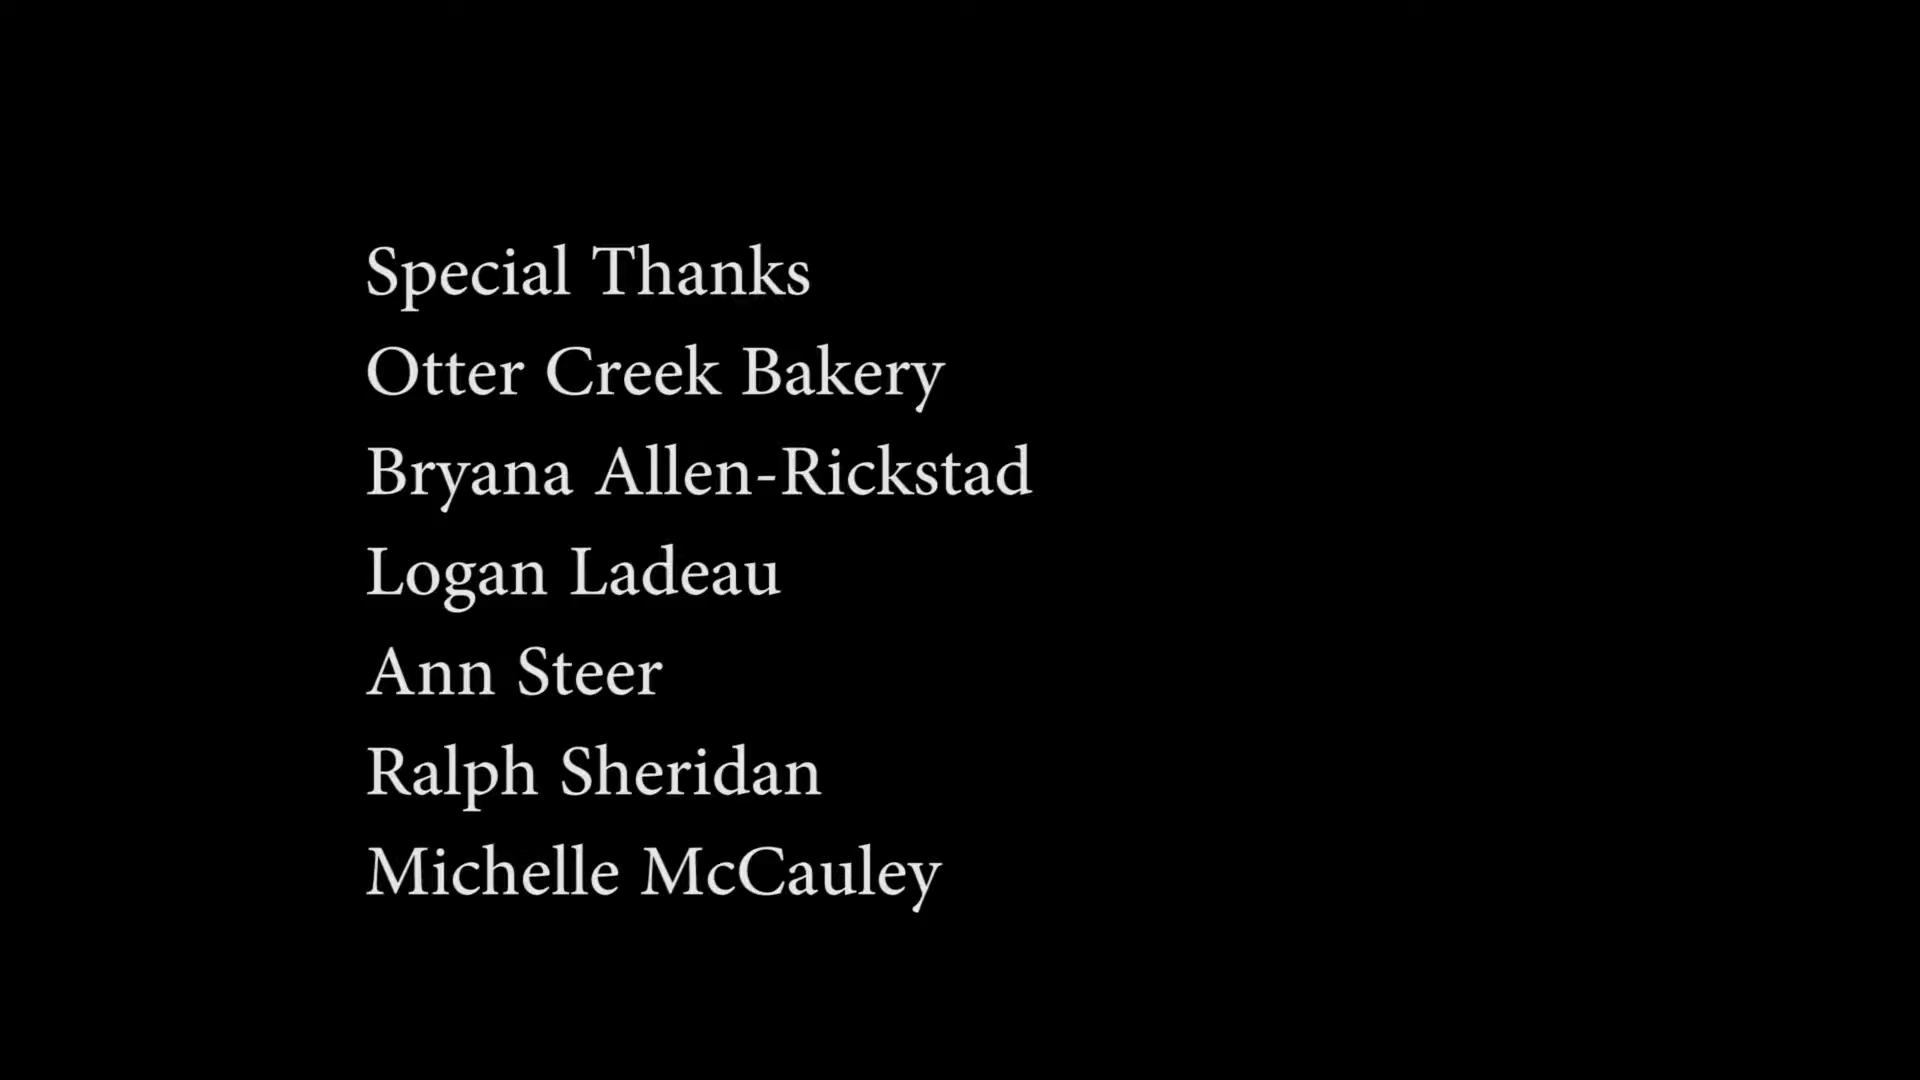 Special Thanks
Otter Creek Bakery
Bryana Allen-Rickstad
Logan Ladeau
Ann Steer
Ralph Sheridan
Michelle McCauley